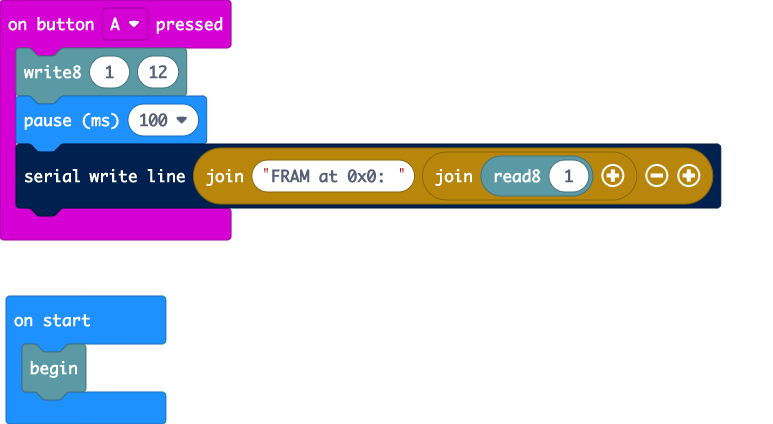 on button A pressed
write8 1 12
pause (ms) 100
serial write line join "FRAM at 0x0: " join read8 1
on start
begin